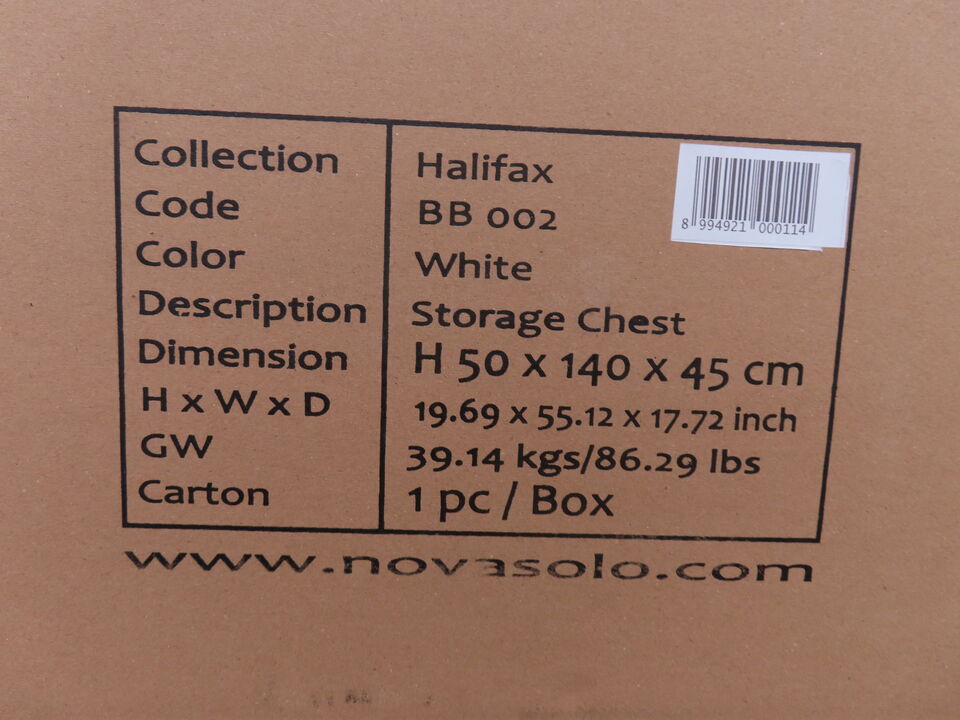 Collection Halifax
Code BB 002
Color White
Description Storage Chest
Dimension H 50 x 140 x 45 cm
H x W x D 19.69 x 55.12 x 17.72 inch
GW 39.14 kgs/86.29 lbs
Carton 1 pc / Box
8 994921 000114
www.novasolo.com